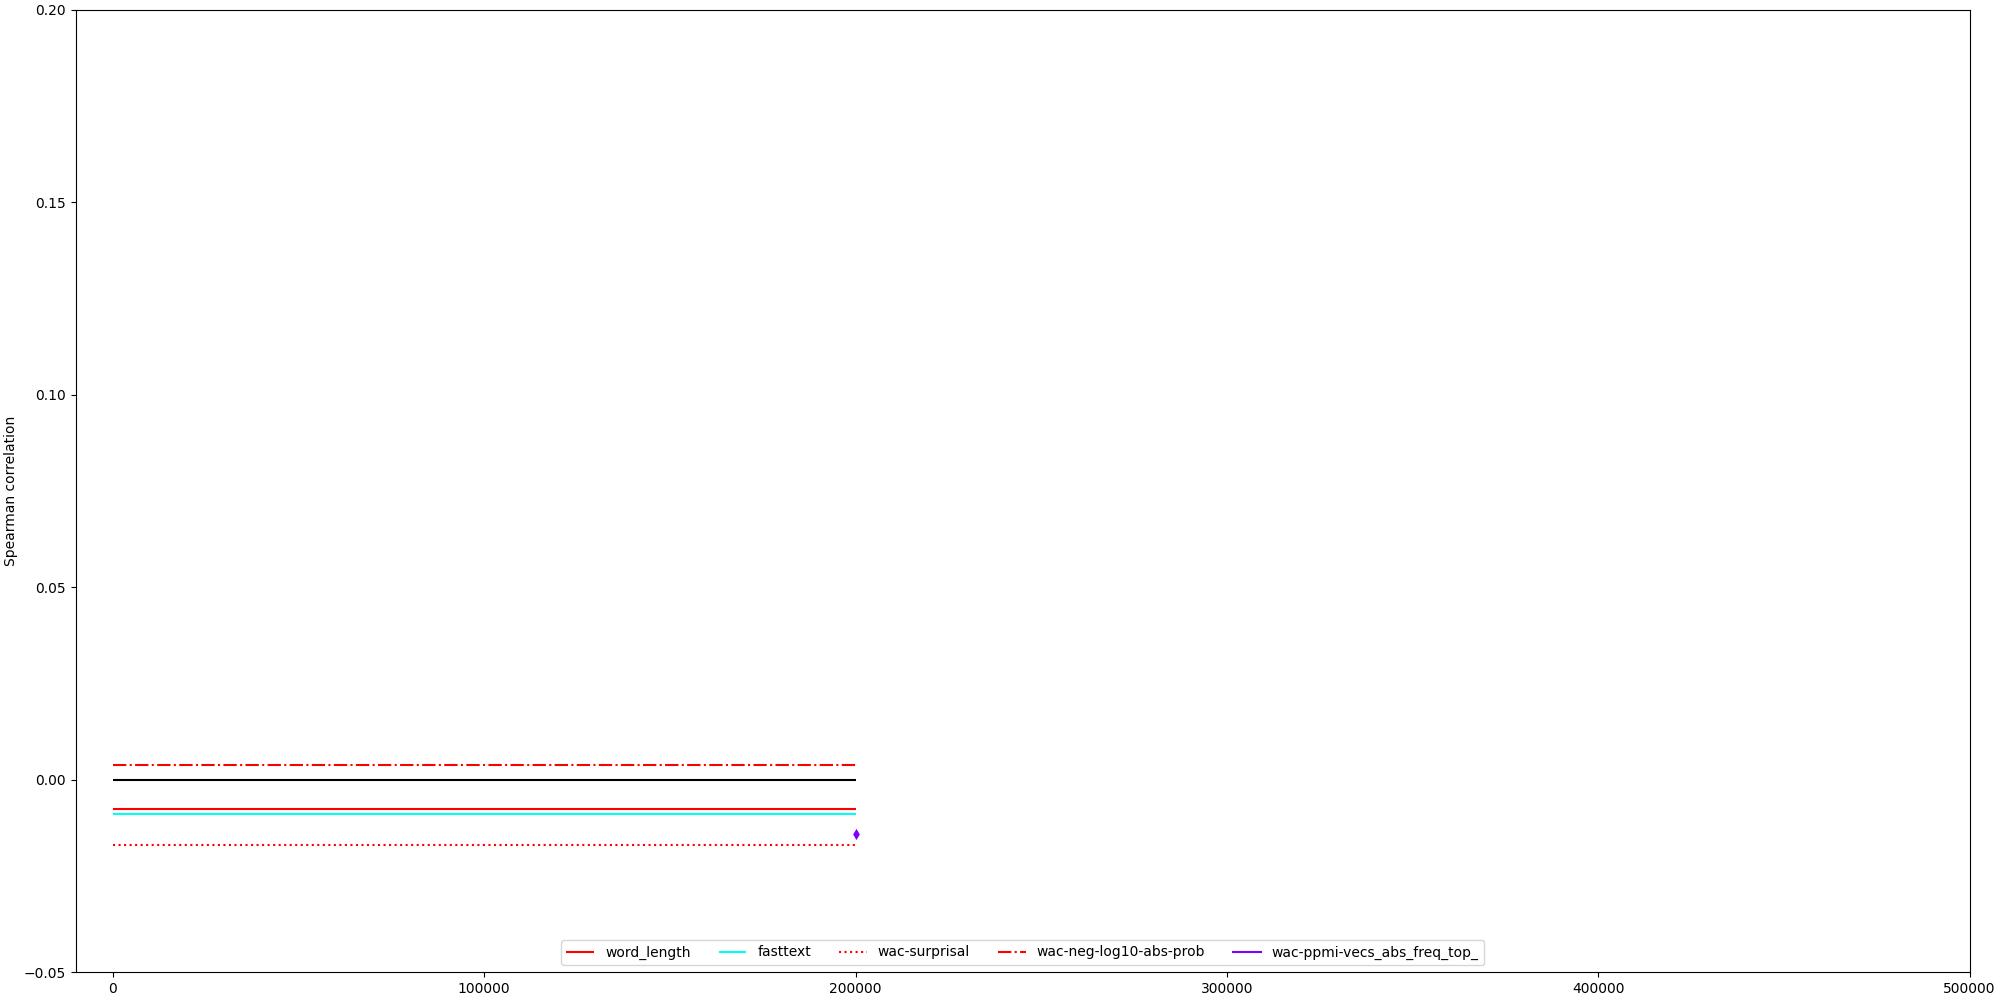 0.20
0.15
0.10
0.05
0.00
−0.05
Spearman correlation
word_length fasttext wac-surprisal wac-neg-log10-abs-prob wac-ppmi-vecs_abs_freq_top_
0 100000 200000 300000 400000 500000